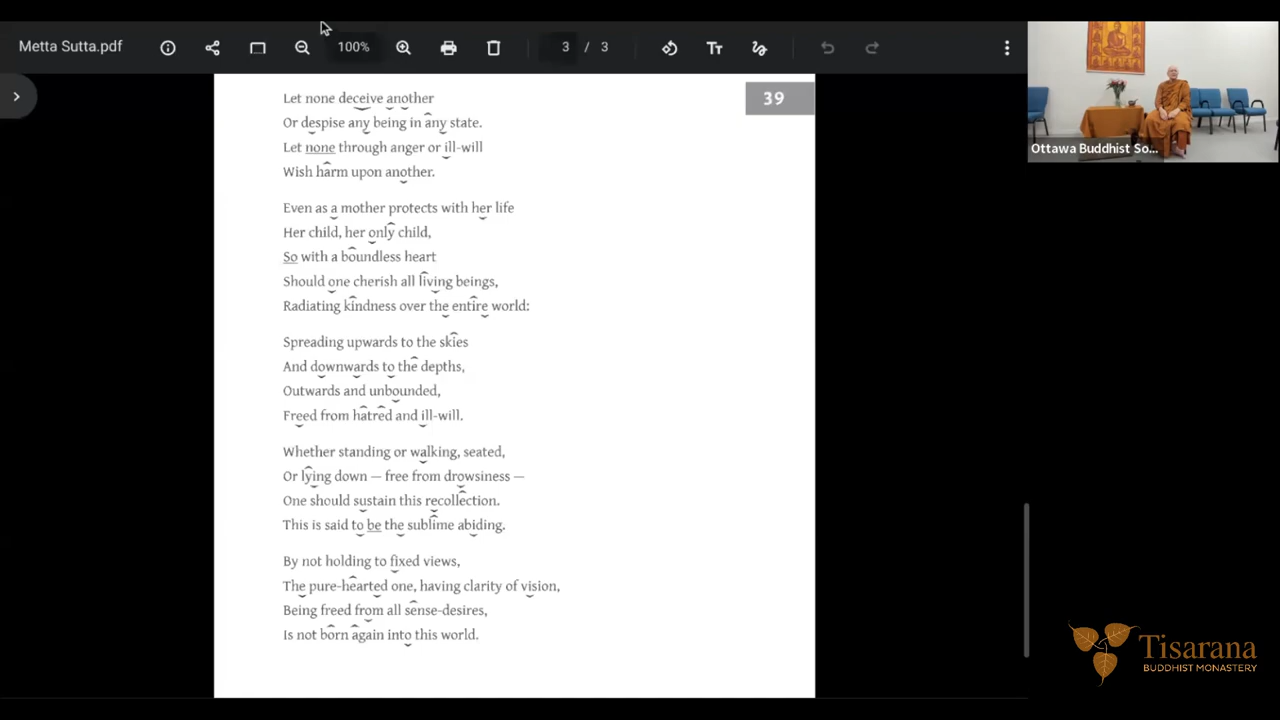 Metta Sutta.pdf
100%
3 / 3
39
Let none deceive another
Or despise any being in any state.
Let none through anger or ill-will
Wish harm upon another.
Even as a mother protects with her life
Her child, her only child,
So with a boundless heart
Should one cherish all living beings,
Radiating kindness over the entire world:
Spreading upwards to the skies
And downwards to the depths,
Outwards and unbounded,
Freed from hatred and ill-will.
Whether standing or walking, seated,
Or lying down — free from drowsiness —
One should sustain this recollection.
This is said to be the sublime abiding.
By not holding to fixed views,
The pure-hearted one, having clarity of vision,
Being freed from all sense-desires,
Is not born again into this world.
Ottawa Buddhist So...
Tisarana
BUDDHIST MONASTERY